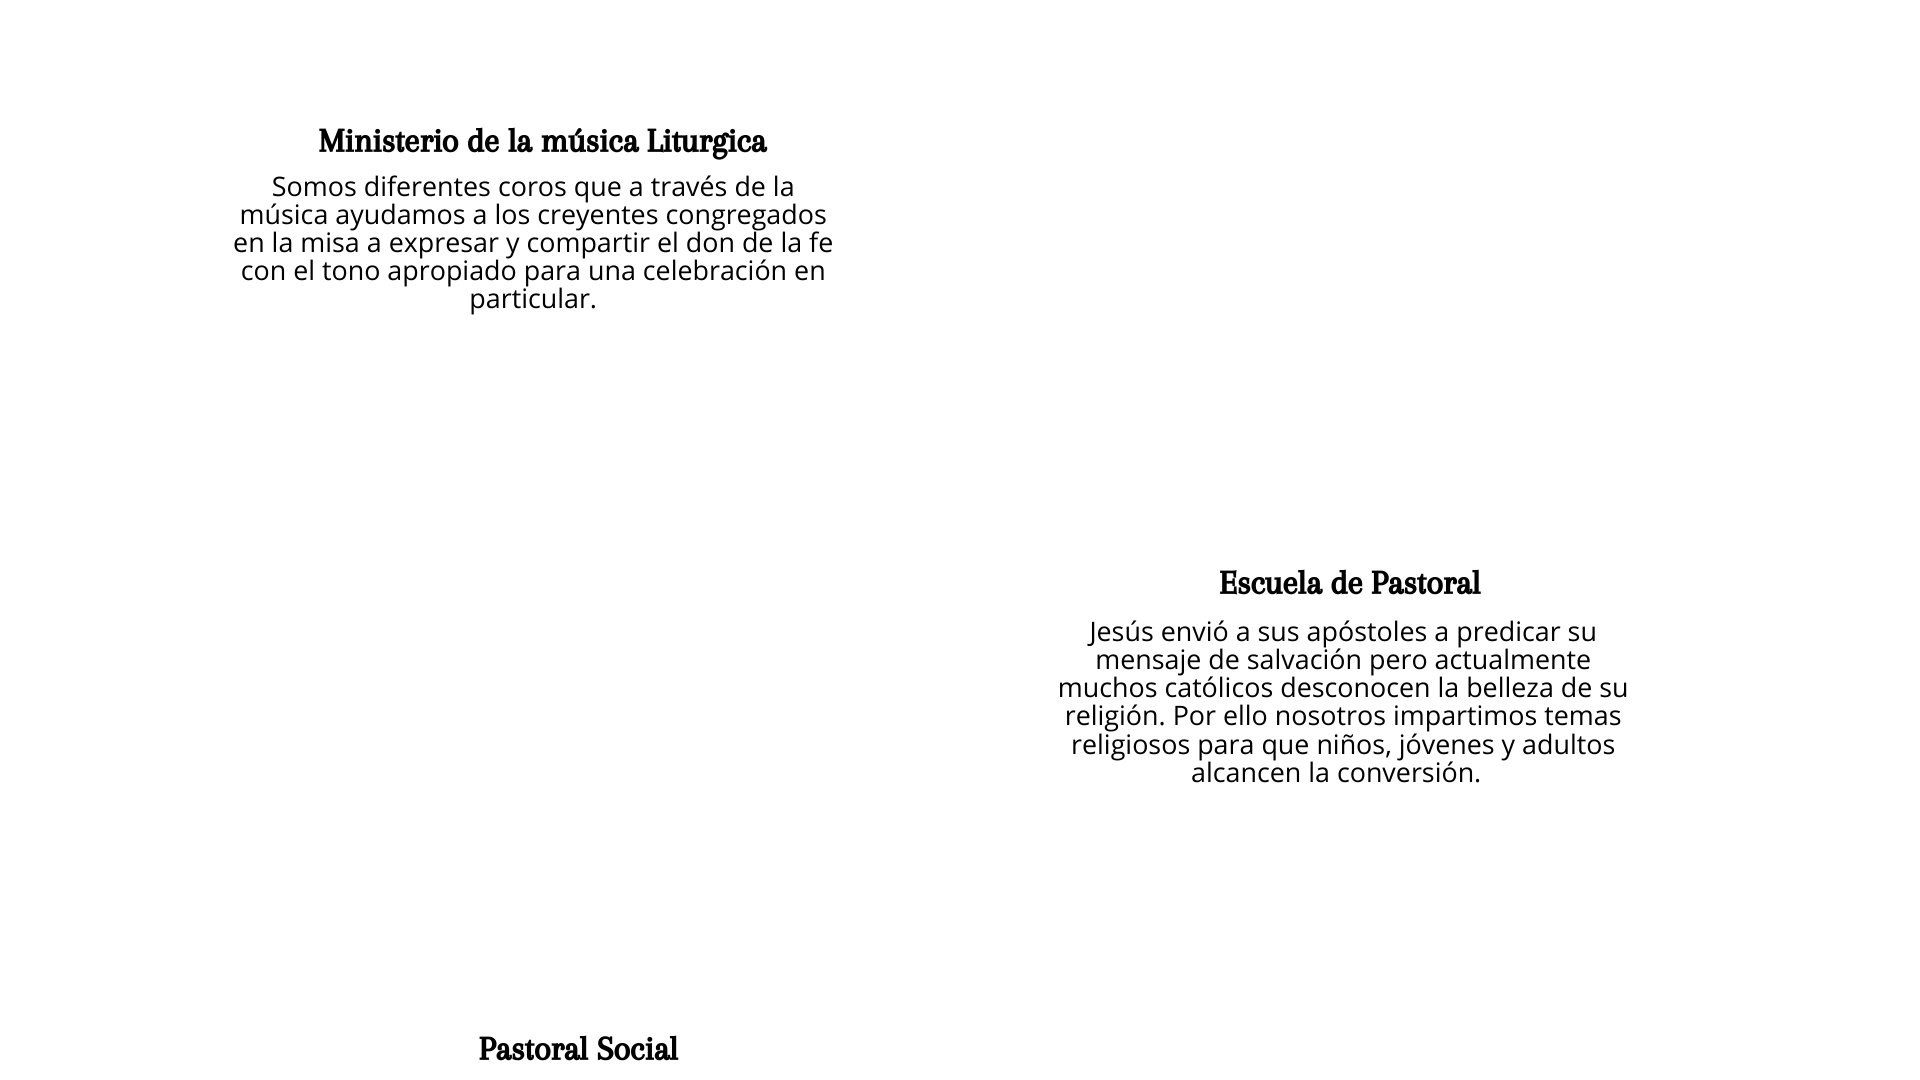 Ministerio de la música Liturgica
Somos diferentes coros que a través de la
música ayudamos a los creyentes congregados
en la misa a expresar y compartir el don de la fe
con el tono apropiado para una celebración en
particular.
Escuela de Pastoral
Jesús envió a sus apóstoles a predicar su
mensaje de salvación pero actualmente
muchos católicos desconocen la belleza de su
religión. Por ello nosotros impartimos temas
religiosos para que niños, jóvenes y adultos
alcancen la conversión.
Pastoral Social